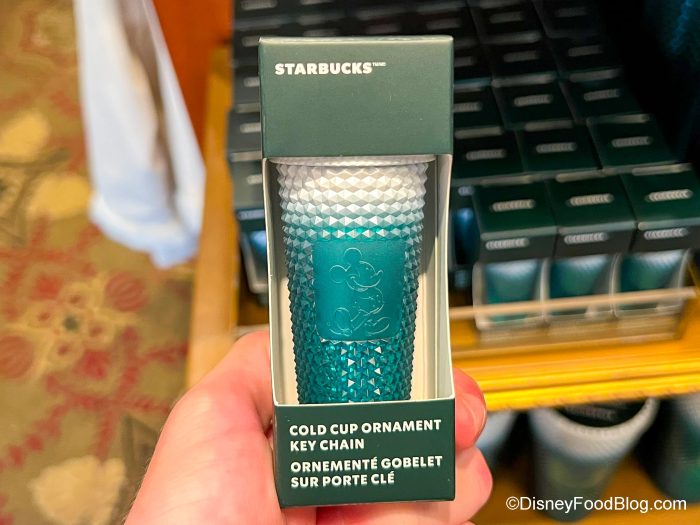 STARBUCKS
COLD CUP ORNAMENT
KEY CHAIN
ORNEMENTÉ GOBELET
SUR PORTE CLÉ
©DisneyFoodBlog.com